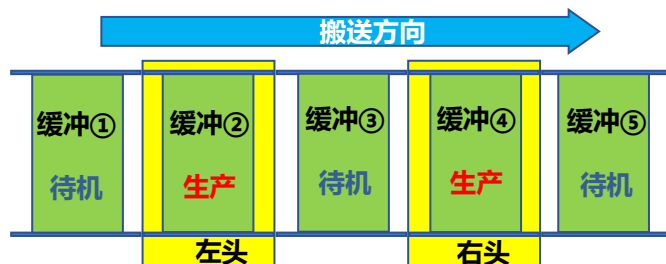 搬送方向
缓冲① 缓冲② 缓冲③ 缓冲④ 缓冲⑤
待机 生产 待机 生产 待机
左头 右头